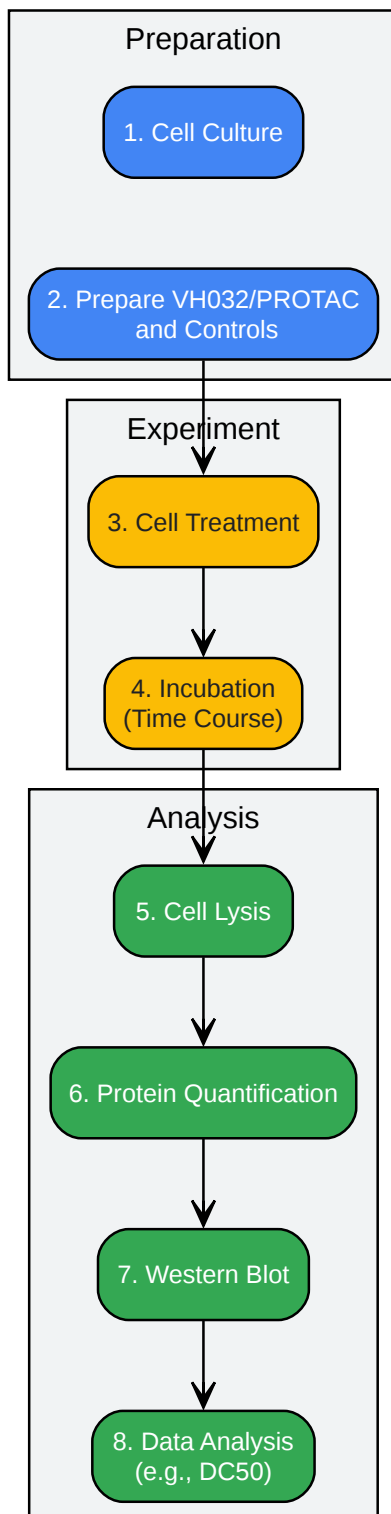 Preparation
1. Cell Culture
2. Prepare VH032/PROTAC
and Controls
Experiment
3. Cell Treatment
4. Incubation
(Time Course)
Analysis
5. Cell Lysis
6. Protein Quantification
7. Western Blot
8. Data Analysis
(e.g., DC50)